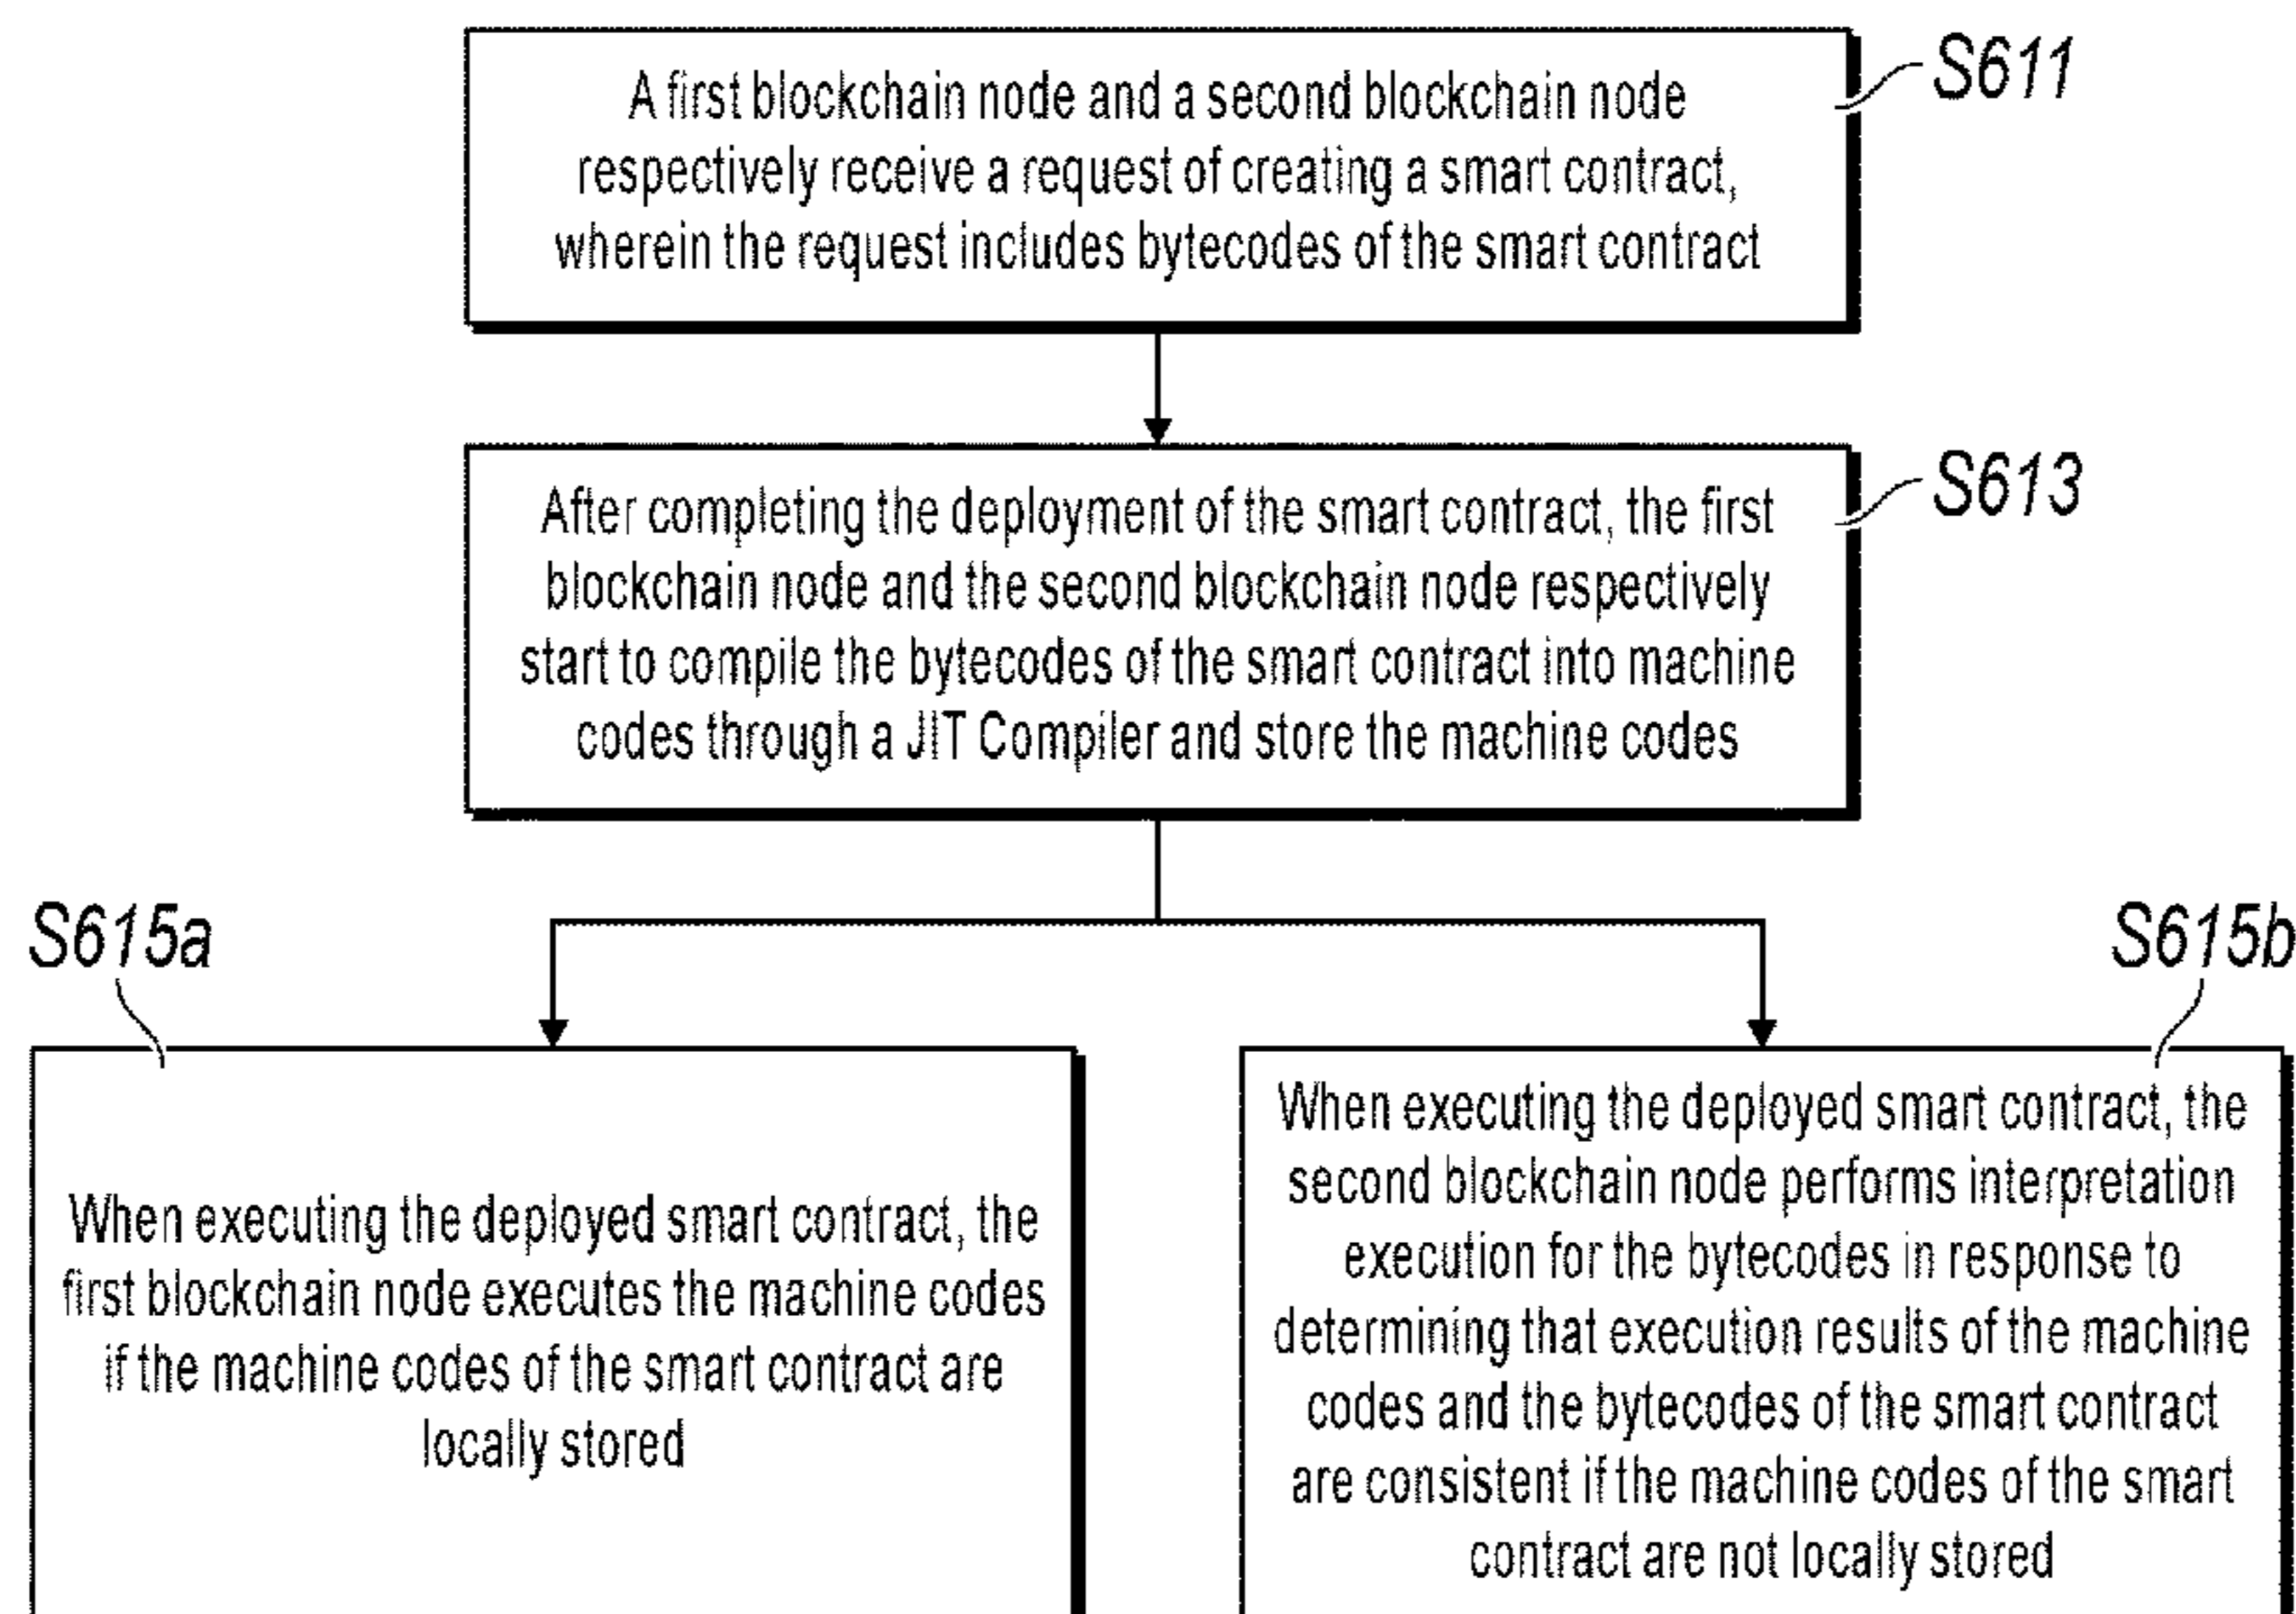 A first blockchain node and a second blockchain node
respectively receive a request of creating a smart contract,
wherein the request includes bytecodes of the smart contract
S611
After completing the deployment of the smart contract, the first
blockchain node and the second blockchain node respectively
start to compile the bytecodes of the smart contract into machine
codes through a JIT Compiler and store the machine codes
S613
S615a
When executing the deployed smart contract, the
first blockchain node executes the machine codes
if the machine codes of the smart contract are
locally stored
S615b
When executing the deployed smart contract, the
second blockchain node performs interpretation
execution for the bytecodes in response to
determining that execution results of the machine
codes and the bytecodes of the smart contract
are consistent if the machine codes of the smart
contract are not locally stored